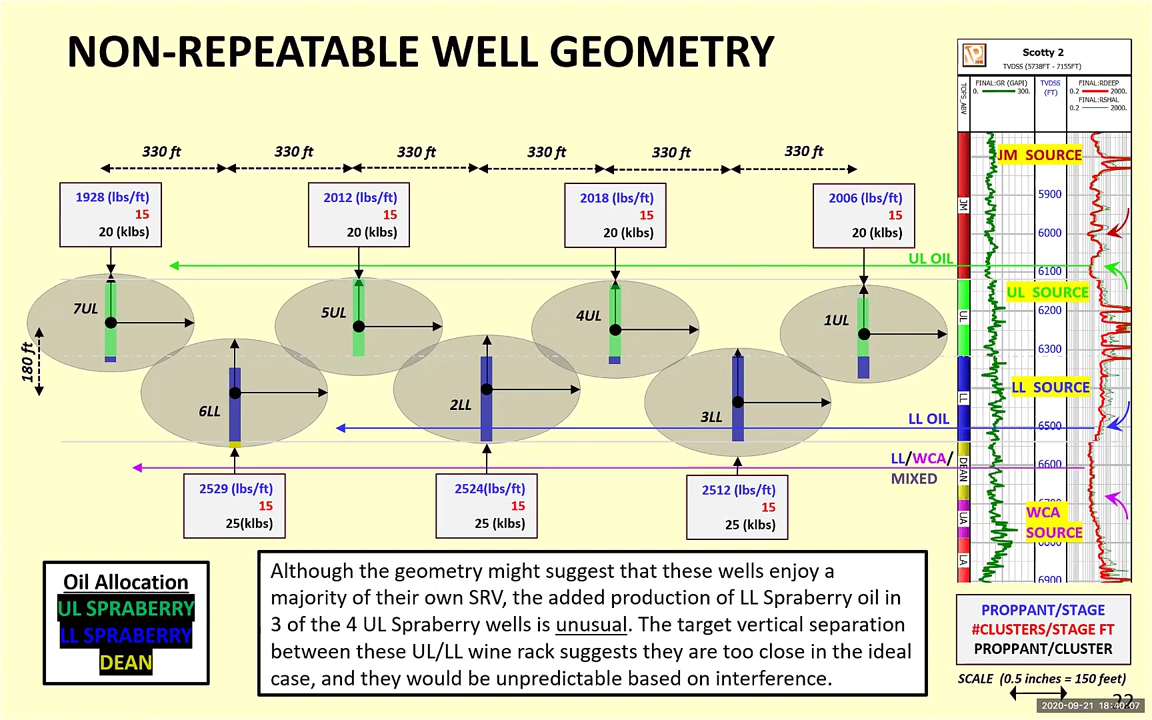 NON-REPEATABLE WELL GEOMETRY
Scotty 2
TVDSS (5738FT - 7155FT)
TOPS_ABV
FINAL:GR (GAPI)
0. 300.
TVDSS
(FT)
FINAL:RDEEP
0.2 2000.
FINAL:RSHAL
0.2 2000.
330 ft 330 ft 330 ft 330 ft 330 ft 330 ft
1928 (lbs/ft)
15
20 (klbs)
2012 (lbs/ft)
15
20 (klbs)
2018 (lbs/ft)
15
20 (klbs)
2006 (lbs/ft)
15
20 (klbs)
JM SOURCE
5900
JM
6000
UL OIL
6100
UL SOURCE
7UL
5UL
4UL
1UL
UL
6200
6300
180 ft
LL SOURCE
LL
6LL
2LL
3LL
LL OIL
6500
LL/WCA/
MIXED
6600
DEAN
2529 (lbs/ft)
15
25(klbs)
2524(lbs/ft)
15
25 (klbs)
2512 (lbs/ft)
15
25 (klbs)
WCA
SOURCE
UA
LA
6900
Oil Allocation
UL SPRABERRY
LL SPRABERRY
DEAN
Although the geometry might suggest that these wells enjoy a
majority of their own SRV, the added production of LL Spraberry oil in
3 of the 4 UL Spraberry wells is unusual. The target vertical separation
between these UL/LL wine rack suggests they are too close in the ideal
case, and they would be unpredictable based on interference.
PROPPANT/STAGE
#CLUSTERS/STAGE FT
PROPPANT/CLUSTER
SCALE (0.5 inches = 150 feet)
2020-09-21 18:40:07